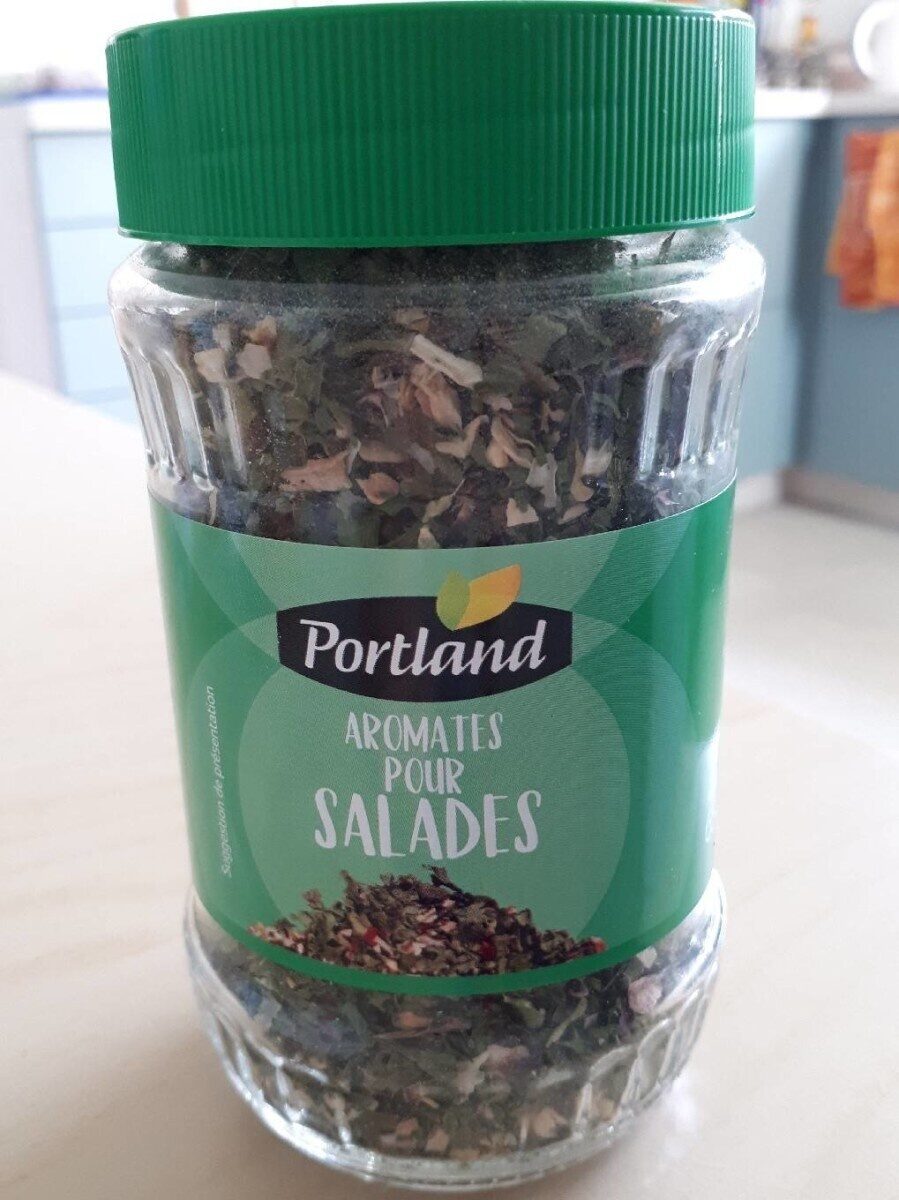 Portland
AROMATES
POUR
SALADES
Suggestion de présentation